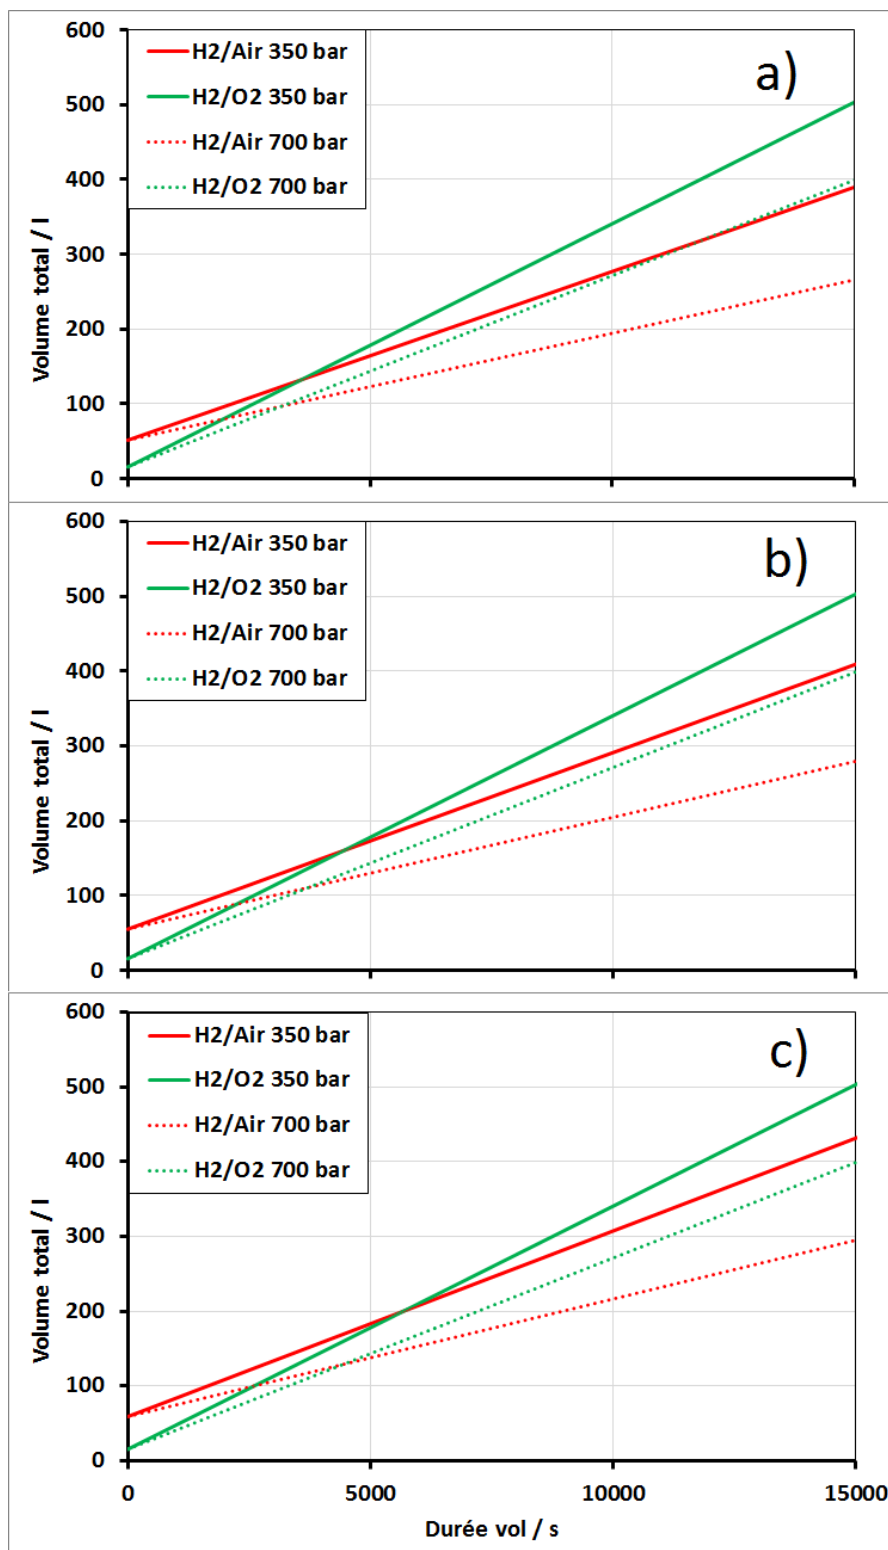 a)
H2/Air 350 bar
H2/O2 350 bar
H2/Air 700 bar
H2/O2 700 bar
600
500
400
300
200
100
0
Volume total / l
b)
H2/Air 350 bar
H2/O2 350 bar
H2/Air 700 bar
H2/O2 700 bar
600
500
400
300
200
100
0
Volume total / l
c)
H2/Air 350 bar
H2/O2 350 bar
H2/Air 700 bar
H2/O2 700 bar
600
500
400
300
200
100
0
Volume total / l
0 5000 10000 15000
Durée vol / s